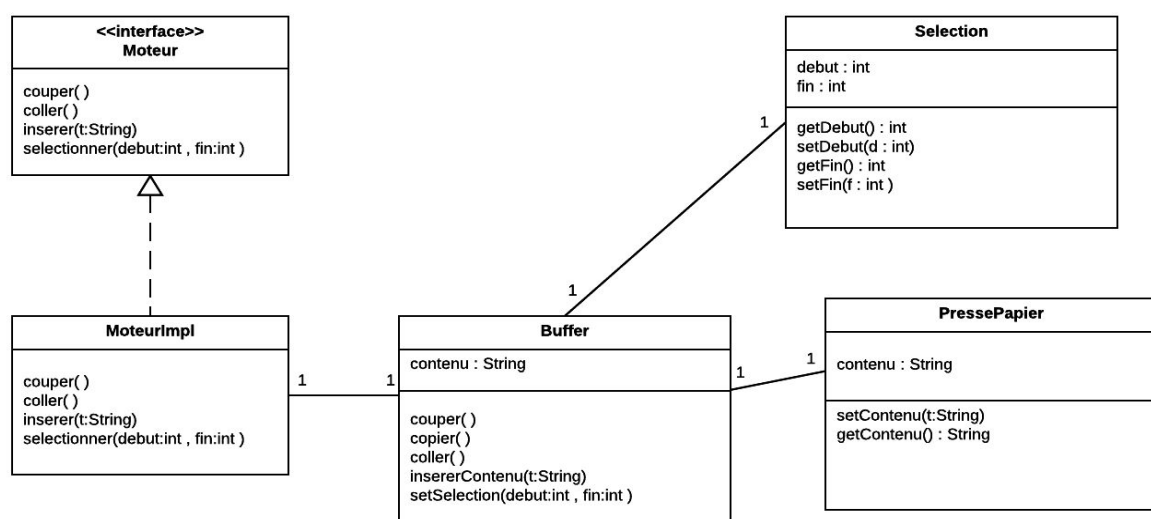 <<interface>>
Moteur
couper( )
coller( )
inserer(t:String)
selectionner(debut:int , fin:int )
Selection
debut : int
fin : int
getDebut() : int
setDebut(d : int)
getFin() : int
setFin(f : int )
1
1
MoteurImpl
couper( )
coller( )
inserer(t:String)
selectionner(debut:int , fin:int )
1
1
Buffer
contenu : String
couper()
copier( )
coller( )
insererContenu(t:String)
setSelection(debut:int , fin:int )
1
1
PressePapier
contenu : String
setContenu(t:String)
getContenu() : String